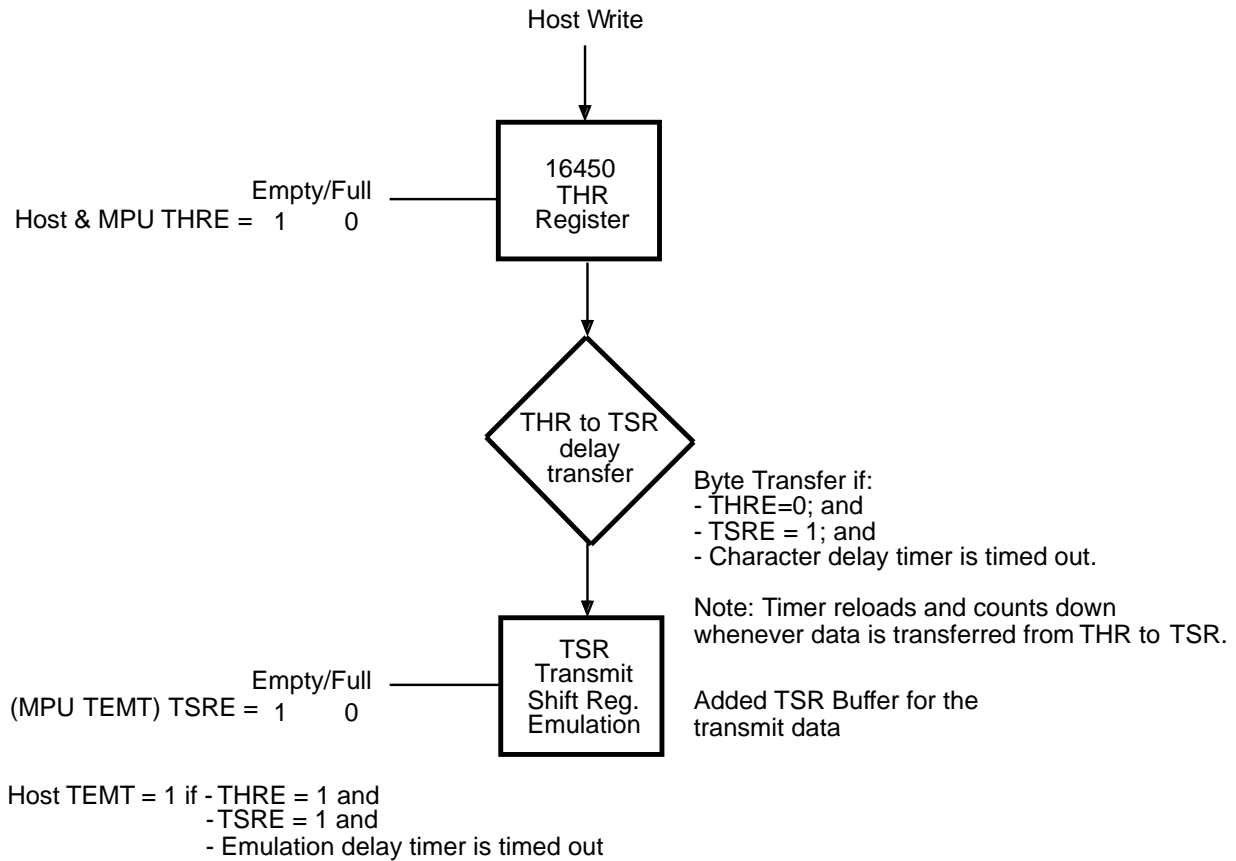 Host Write
16450
THR
Register
Empty/Full
Host & MPU THRE = 1 0
THR to TSR
delay
transfer
Byte Transfer if:
- THRE=0; and
- TSRE = 1; and
- Character delay timer is timed out.
Note: Timer reloads and counts down
whenever data is transferred from THR to TSR.
TSR
Transmit
Shift Reg.
Emulation
Empty/Full
(MPU TEMT) TSRE = 1 0
Added TSR Buffer for the
transmit data
Host TEMT = 1 if - THRE = 1 and
- TSRE = 1 and
- Emulation delay timer is timed out